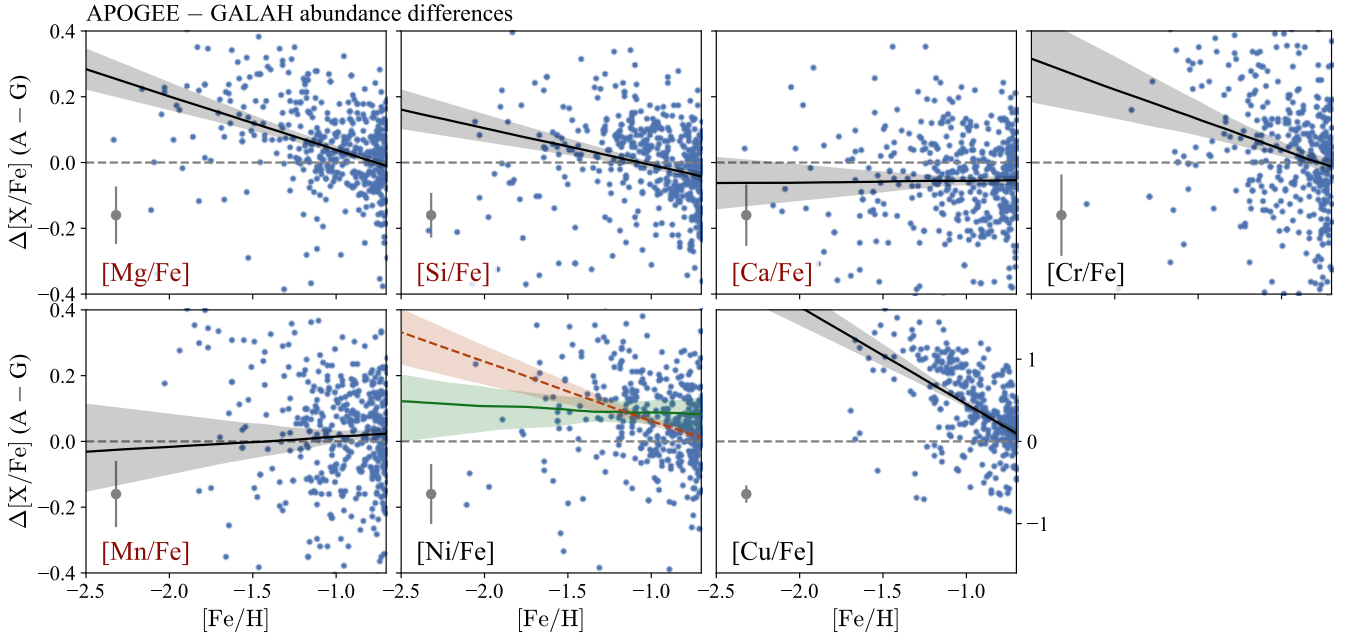 APOGEE − GALAH abundance differences
0.4
0.2
0.0
−0.2
−0.4
Δ[X/Fe] (A − G)
[Mg/Fe]
[Si/Fe]
[Ca/Fe]
[Cr/Fe]
0.4
0.2
0.0
−0.2
−0.4
Δ[X/Fe] (A − G)
[Mn/Fe]
[Ni/Fe]
[Cu/Fe]
1
0
−1
−2.5 −2.0 −1.5 −1.0
−2.5 −2.0 −1.5 −1.0
−2.5 −2.0 −1.5 −1.0
[Fe/H]
[Fe/H]
[Fe/H]